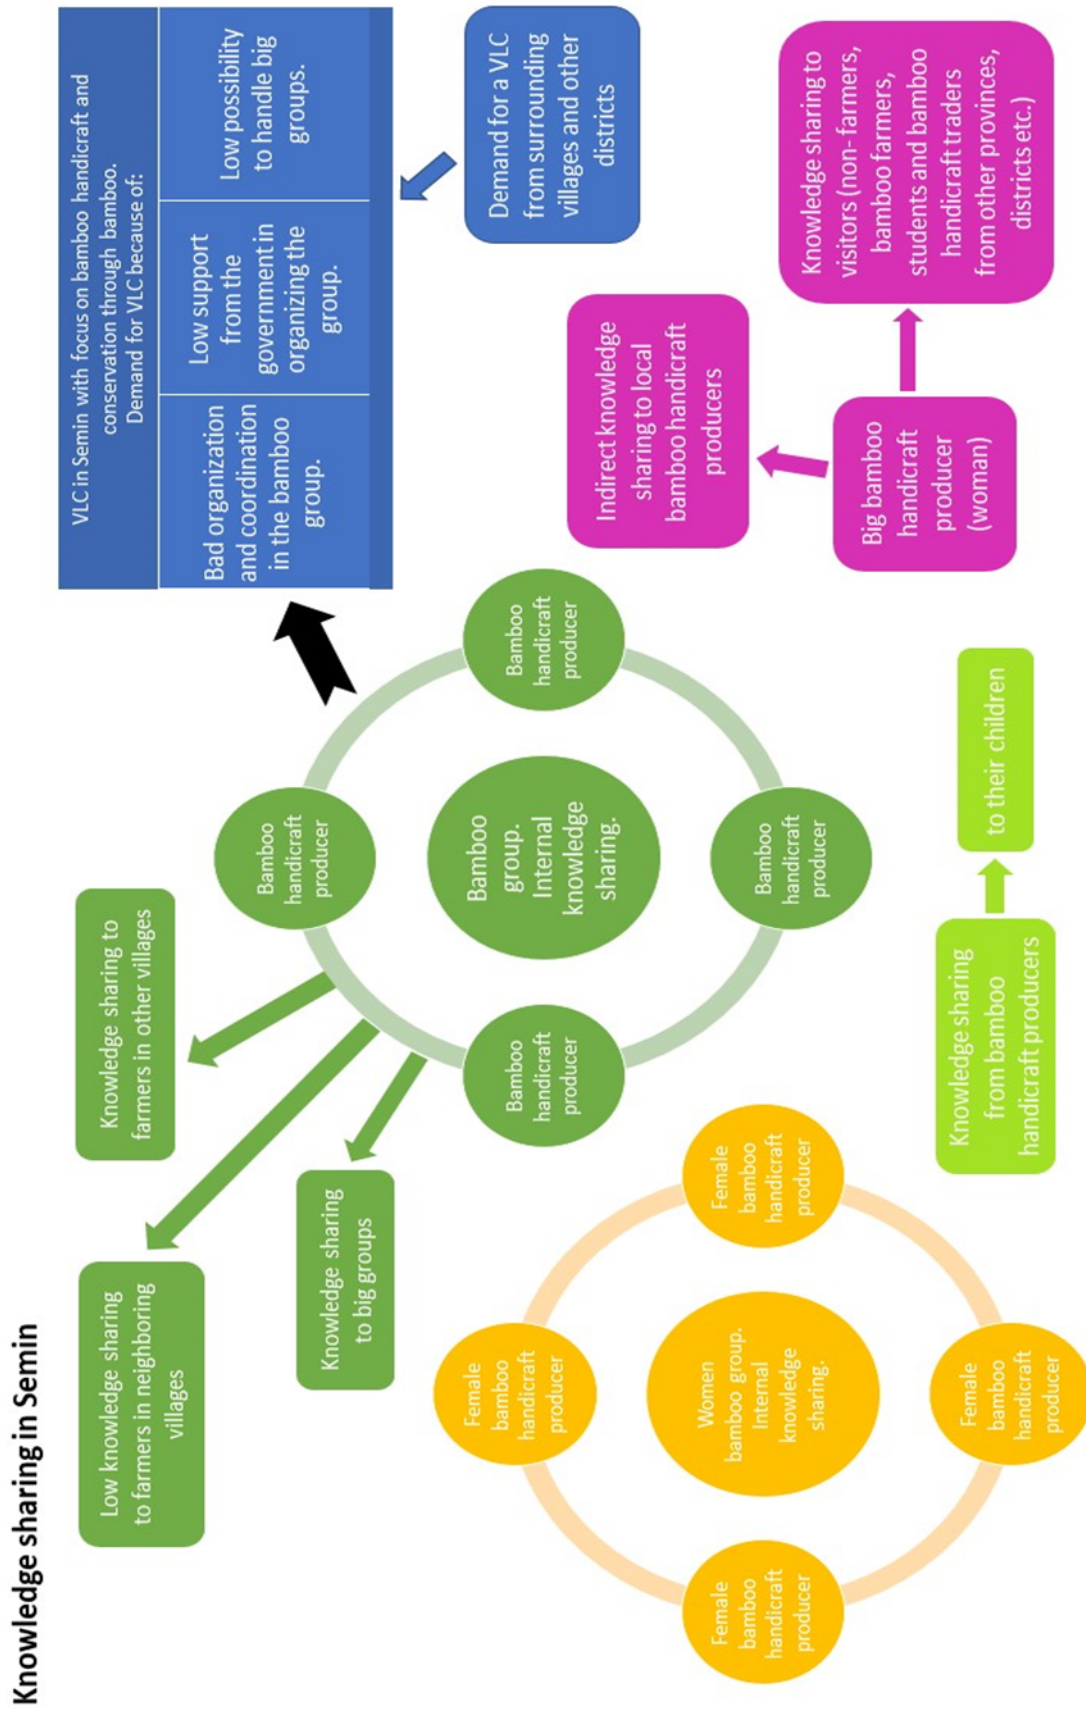 Knowledge sharing in Semin
Low knowledge sharing
to farmers in neighboring
villages
Knowledge sharing to
farmers in other villages
Knowledge sharing
to big groups
Bamboo
handicraft
producer
Bamboo
handicraft
producer
Bamboo
group.
Internal
knowledge
sharing.
Bamboo
handicraft
producer
Bamboo
handicraft
producer
VLC in Semin with focus on bamboo handicraft and
conservation through bamboo.
Demand for VLC because of:
Bad organization
and coordination
in the bamboo
group.
Low support
from the
government in
organizing the
group.
Low possibility
to handle big
groups.
Demand for a VLC
from surrounding
villages and other
districts
Female
bamboo
handicraft
producer
Female
bamboo
handicraft
producer
Women
bamboo group.
Internal
knowledge
sharing.
Female
bamboo
handicraft
producer
Female
bamboo
handicraft
producer
Knowledge sharing
from bamboo
handicraft producers
to their children
Indirect knowledge
sharing to local
bamboo handicraft
producers
Big bamboo
handicraft
producer
(woman)
Knowledge sharing to
visitors (non- farmers,
bamboo farmers,
students and bamboo
handicraft traders
from other provinces,
districts etc.)